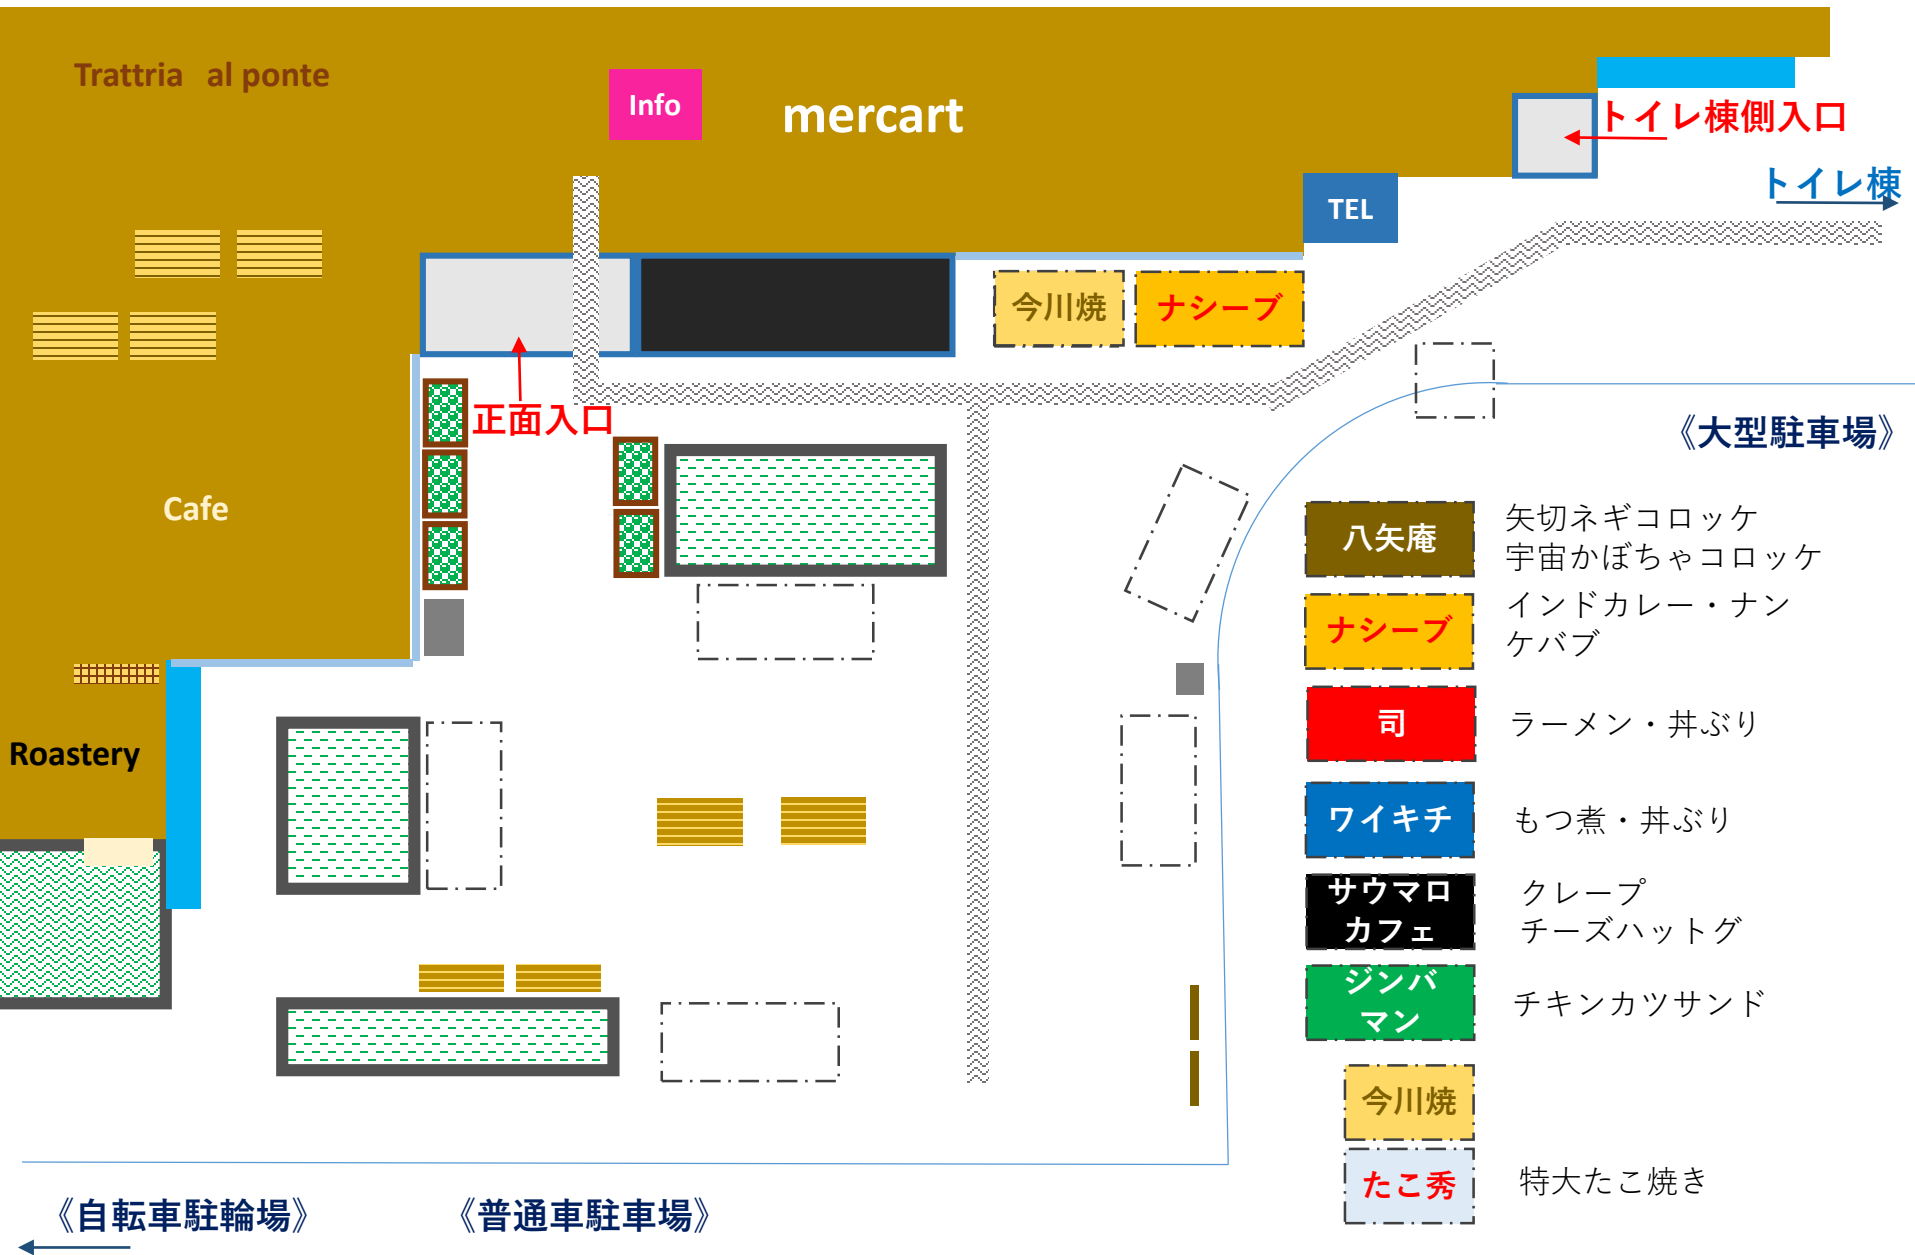 Trattria al ponte
Info
mercart
トイレ棟側入口
トイレ棟
TEL
今川焼
ナシーブ
正面入口
《大型駐車場》
Cafe
Roastery
八矢庵
矢切ネギコロッケ
宇宙かぼちゃコロッケ
ナシーブ
インドカレー・ナン
ケバブ
司
ラーメン・丼ぶり
ワイキチ
もつ煮・丼ぶり
サウマロ
カフェ
クレープ
チーズハットグ
ジンバ
マン
チキンカツサンド
今川焼
たこ秀
特大たこ焼き
《自転車駐輪場》
《普通車駐車場》